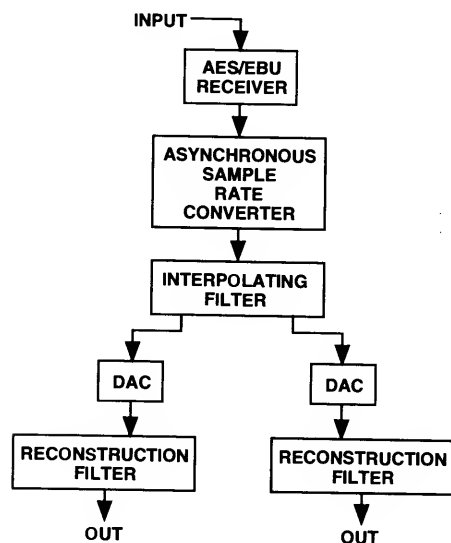 INPUT
AES/EBU
RECEIVER
ASYNCHRONOUS
SAMPLE
RATE
CONVERTER
INTERPOLATING
FILTER
DAC
DAC
RECONSTRUCTION
FILTER
RECONSTRUCTION
FILTER
OUT
OUT